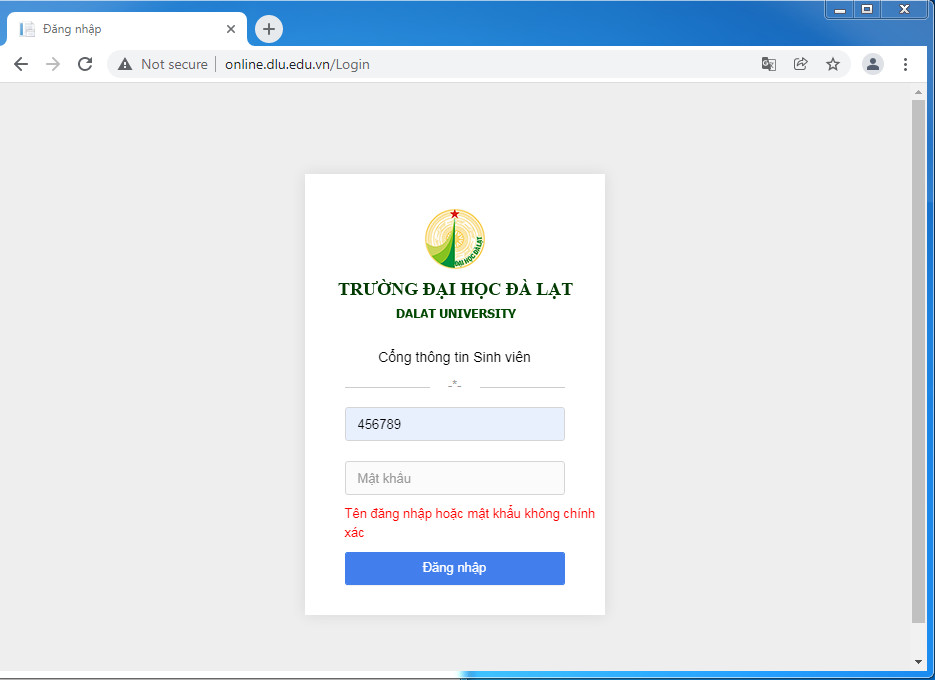 Đăng nhập
Not secure
online.dlu.edu.vn/Login
ĐẠI HỌC ĐÀ LẠT
TRƯỜNG ĐẠI HỌC ĐÀ LẠT
DALAT UNIVERSITY
Cổng thông tin Sinh viên
-*-
456789
Mật khẩu
Tên đăng nhập hoặc mật khẩu không chính
xác
Đăng nhập